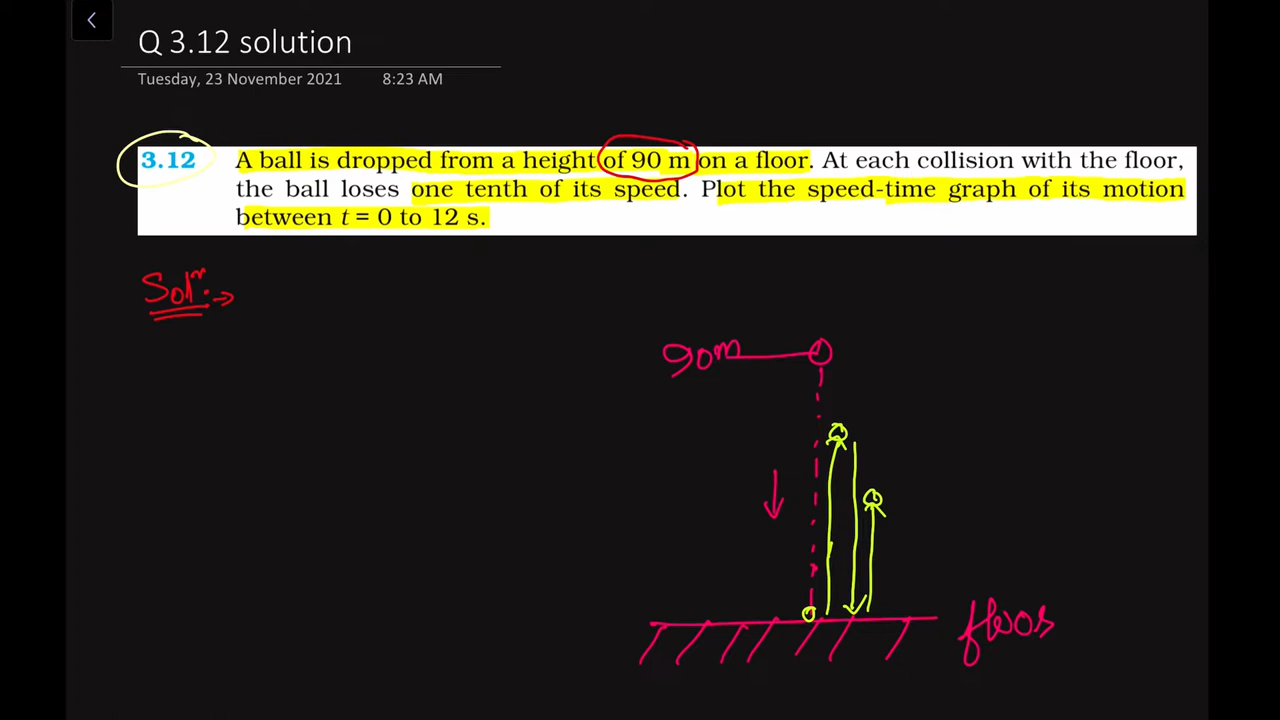 Q 3.12 solution
Tuesday, 23 November 2021 8:23 AM
3.12 A ball is dropped from a height of 90 m on a floor. At each collision with the floor,
the ball loses one tenth of its speed. Plot the speed-time graph of its motion
between t = 0 to 12 s.
Solⁿ. →
90m
floor